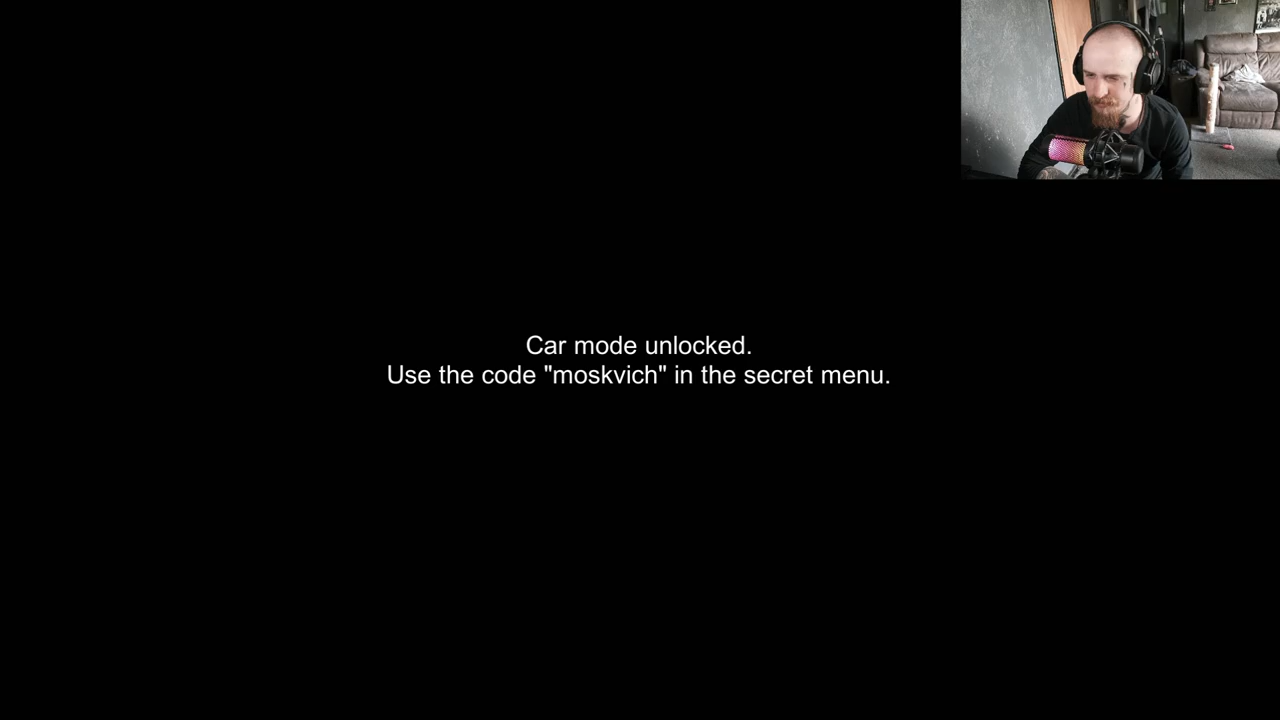 Car mode unlocked.
Use the code "moskvich" in the secret menu.